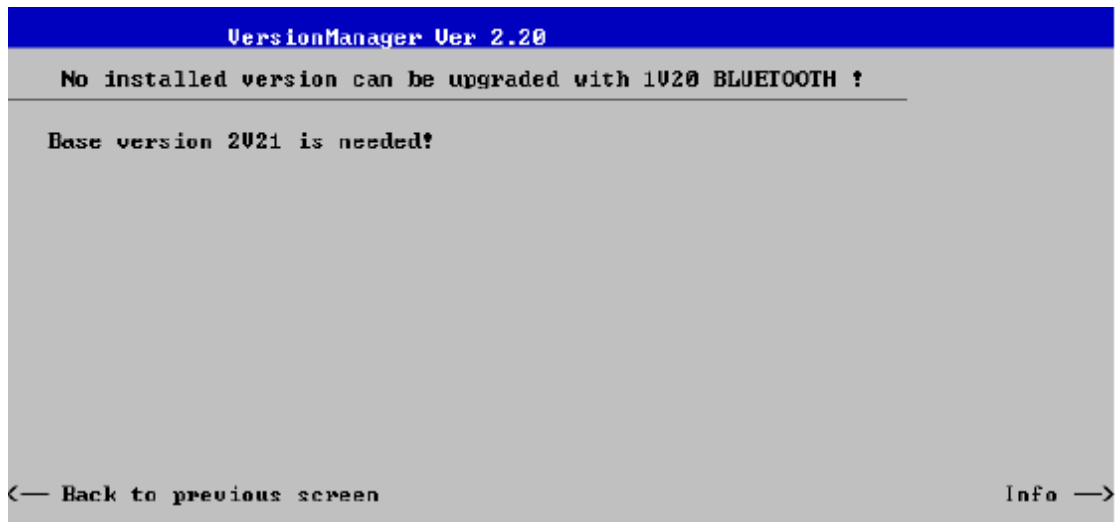 VersionManager Ver 2.20
No installed version can be upgraded with 1V20 BLUETOOTH !
Base version 2V21 is needed!
<— Back to previous screen
Info —>